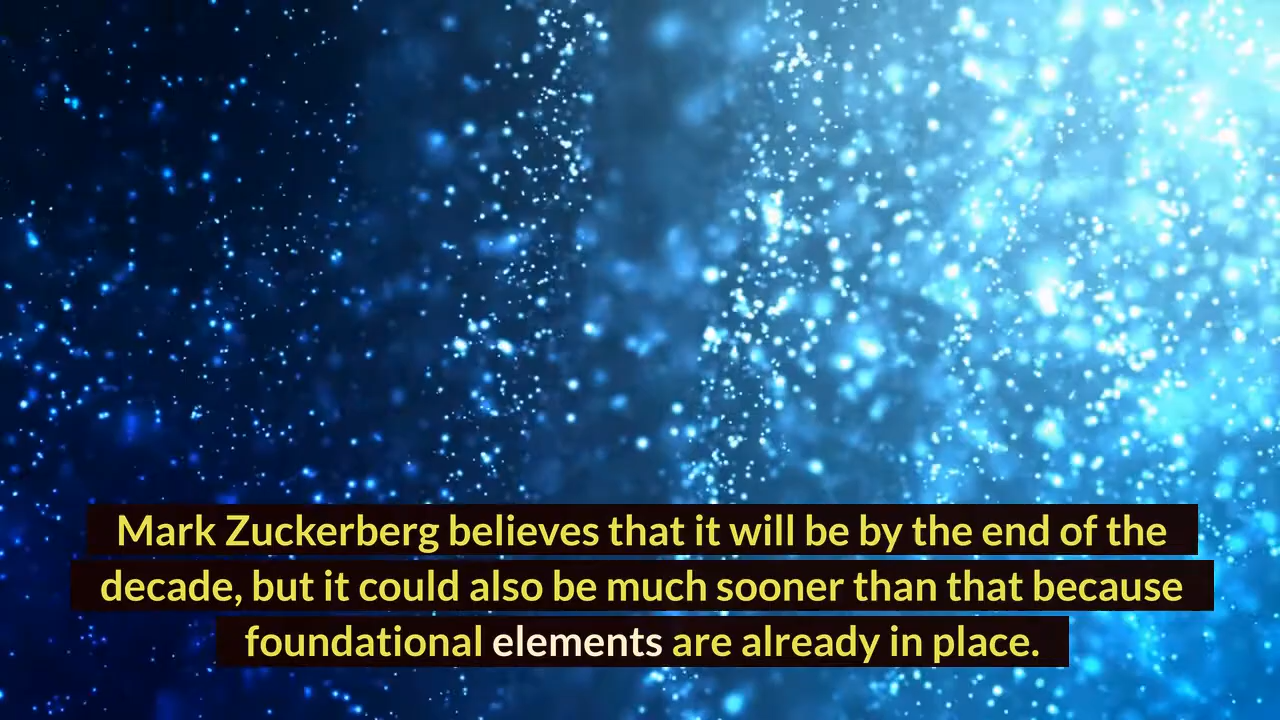 Mark Zuckerberg believes that it will be by the end of the
decade, but it could also be much sooner than that because
foundational elements are already in place.